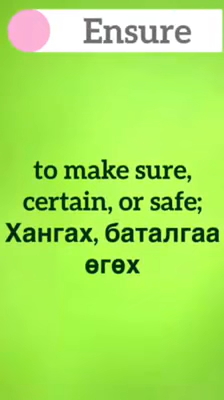 Ensure
to make sure,
certain, or safe;
Хангах, баталгаа
өгөх